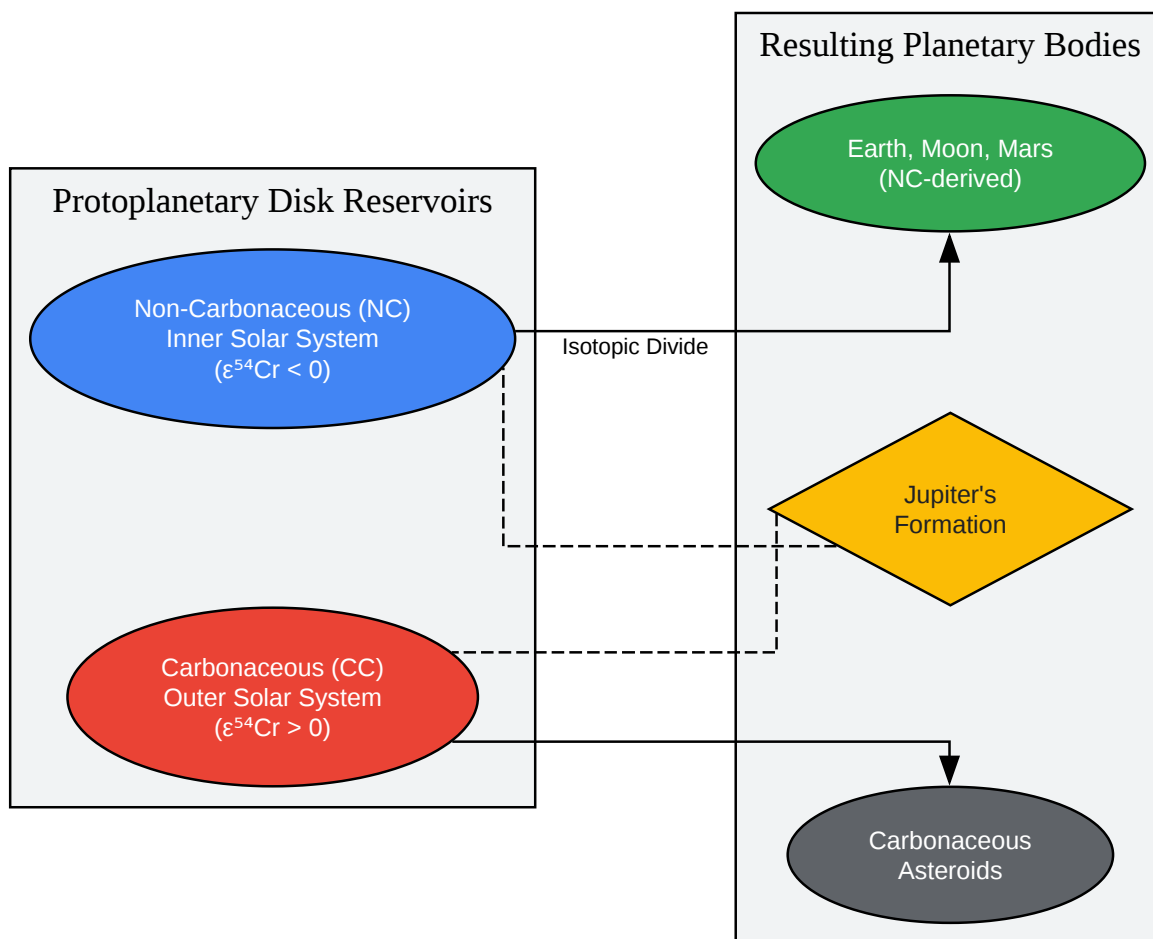 Protoplanetary Disk Reservoirs
Non-Carbonaceous (NC)
Inner Solar System
(ε⁵⁴Cr < 0)
Carbonaceous (CC)
Outer Solar System
(ε⁵⁴Cr > 0)
Isotopic Divide
Resulting Planetary Bodies
Earth, Moon, Mars
(NC-derived)
Jupiter's
Formation
Carbonaceous
Asteroids